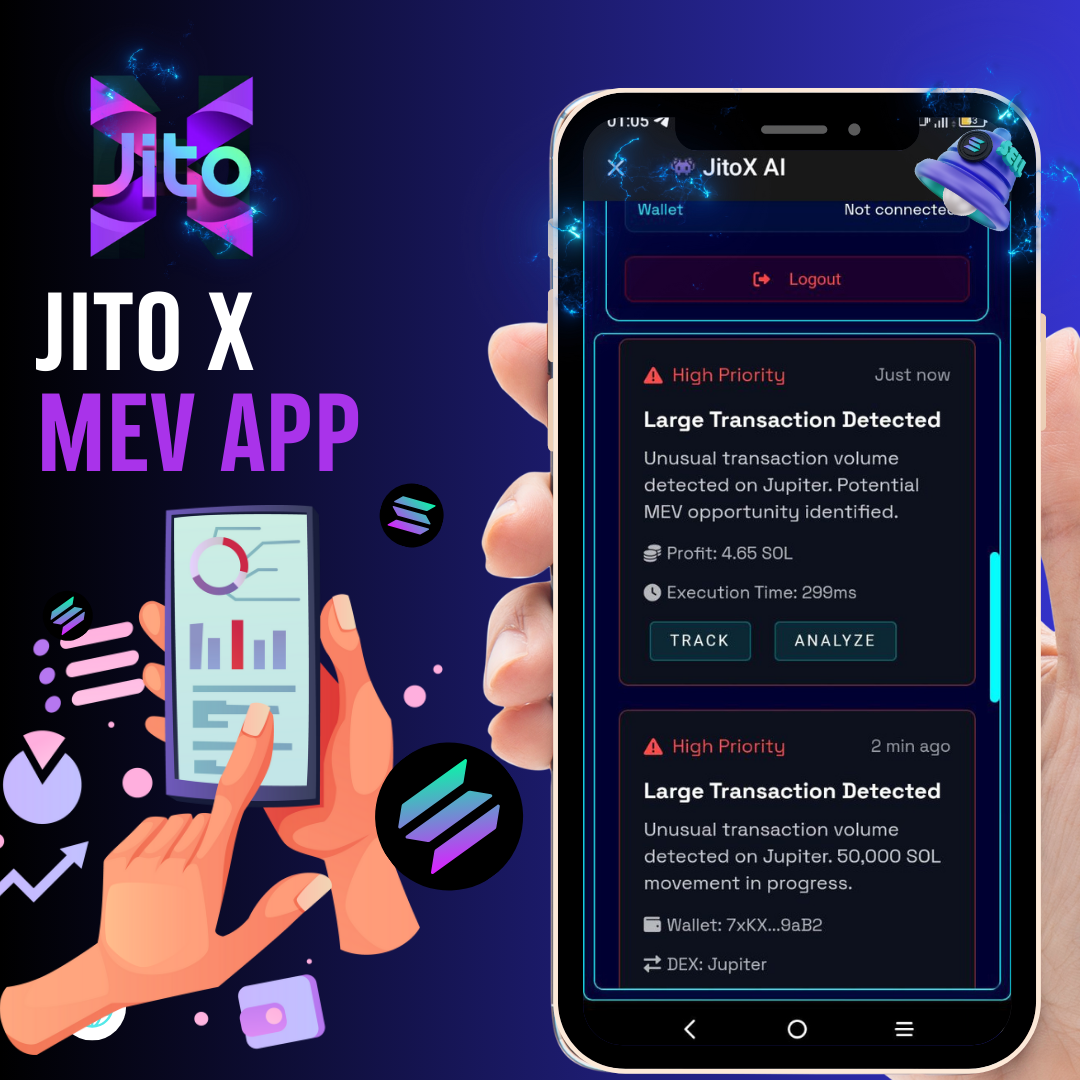 Jito
JITO X
MEV APP
01:05
43
SELL
JitoX AI
Wallet Not connected
Logout
High Priority Just now
Large Transaction Detected
Unusual transaction volume
detected on Jupiter. Potential
MEV opportunity identified.
Profit: 4.65 SOL
Execution Time: 299ms
TRACK ANALYZE
High Priority 2 min ago
Large Transaction Detected
Unusual transaction volume
detected on Jupiter. 50,000 SOL
movement in progress.
Wallet: 7xKX...9aB2
DEX: Jupiter